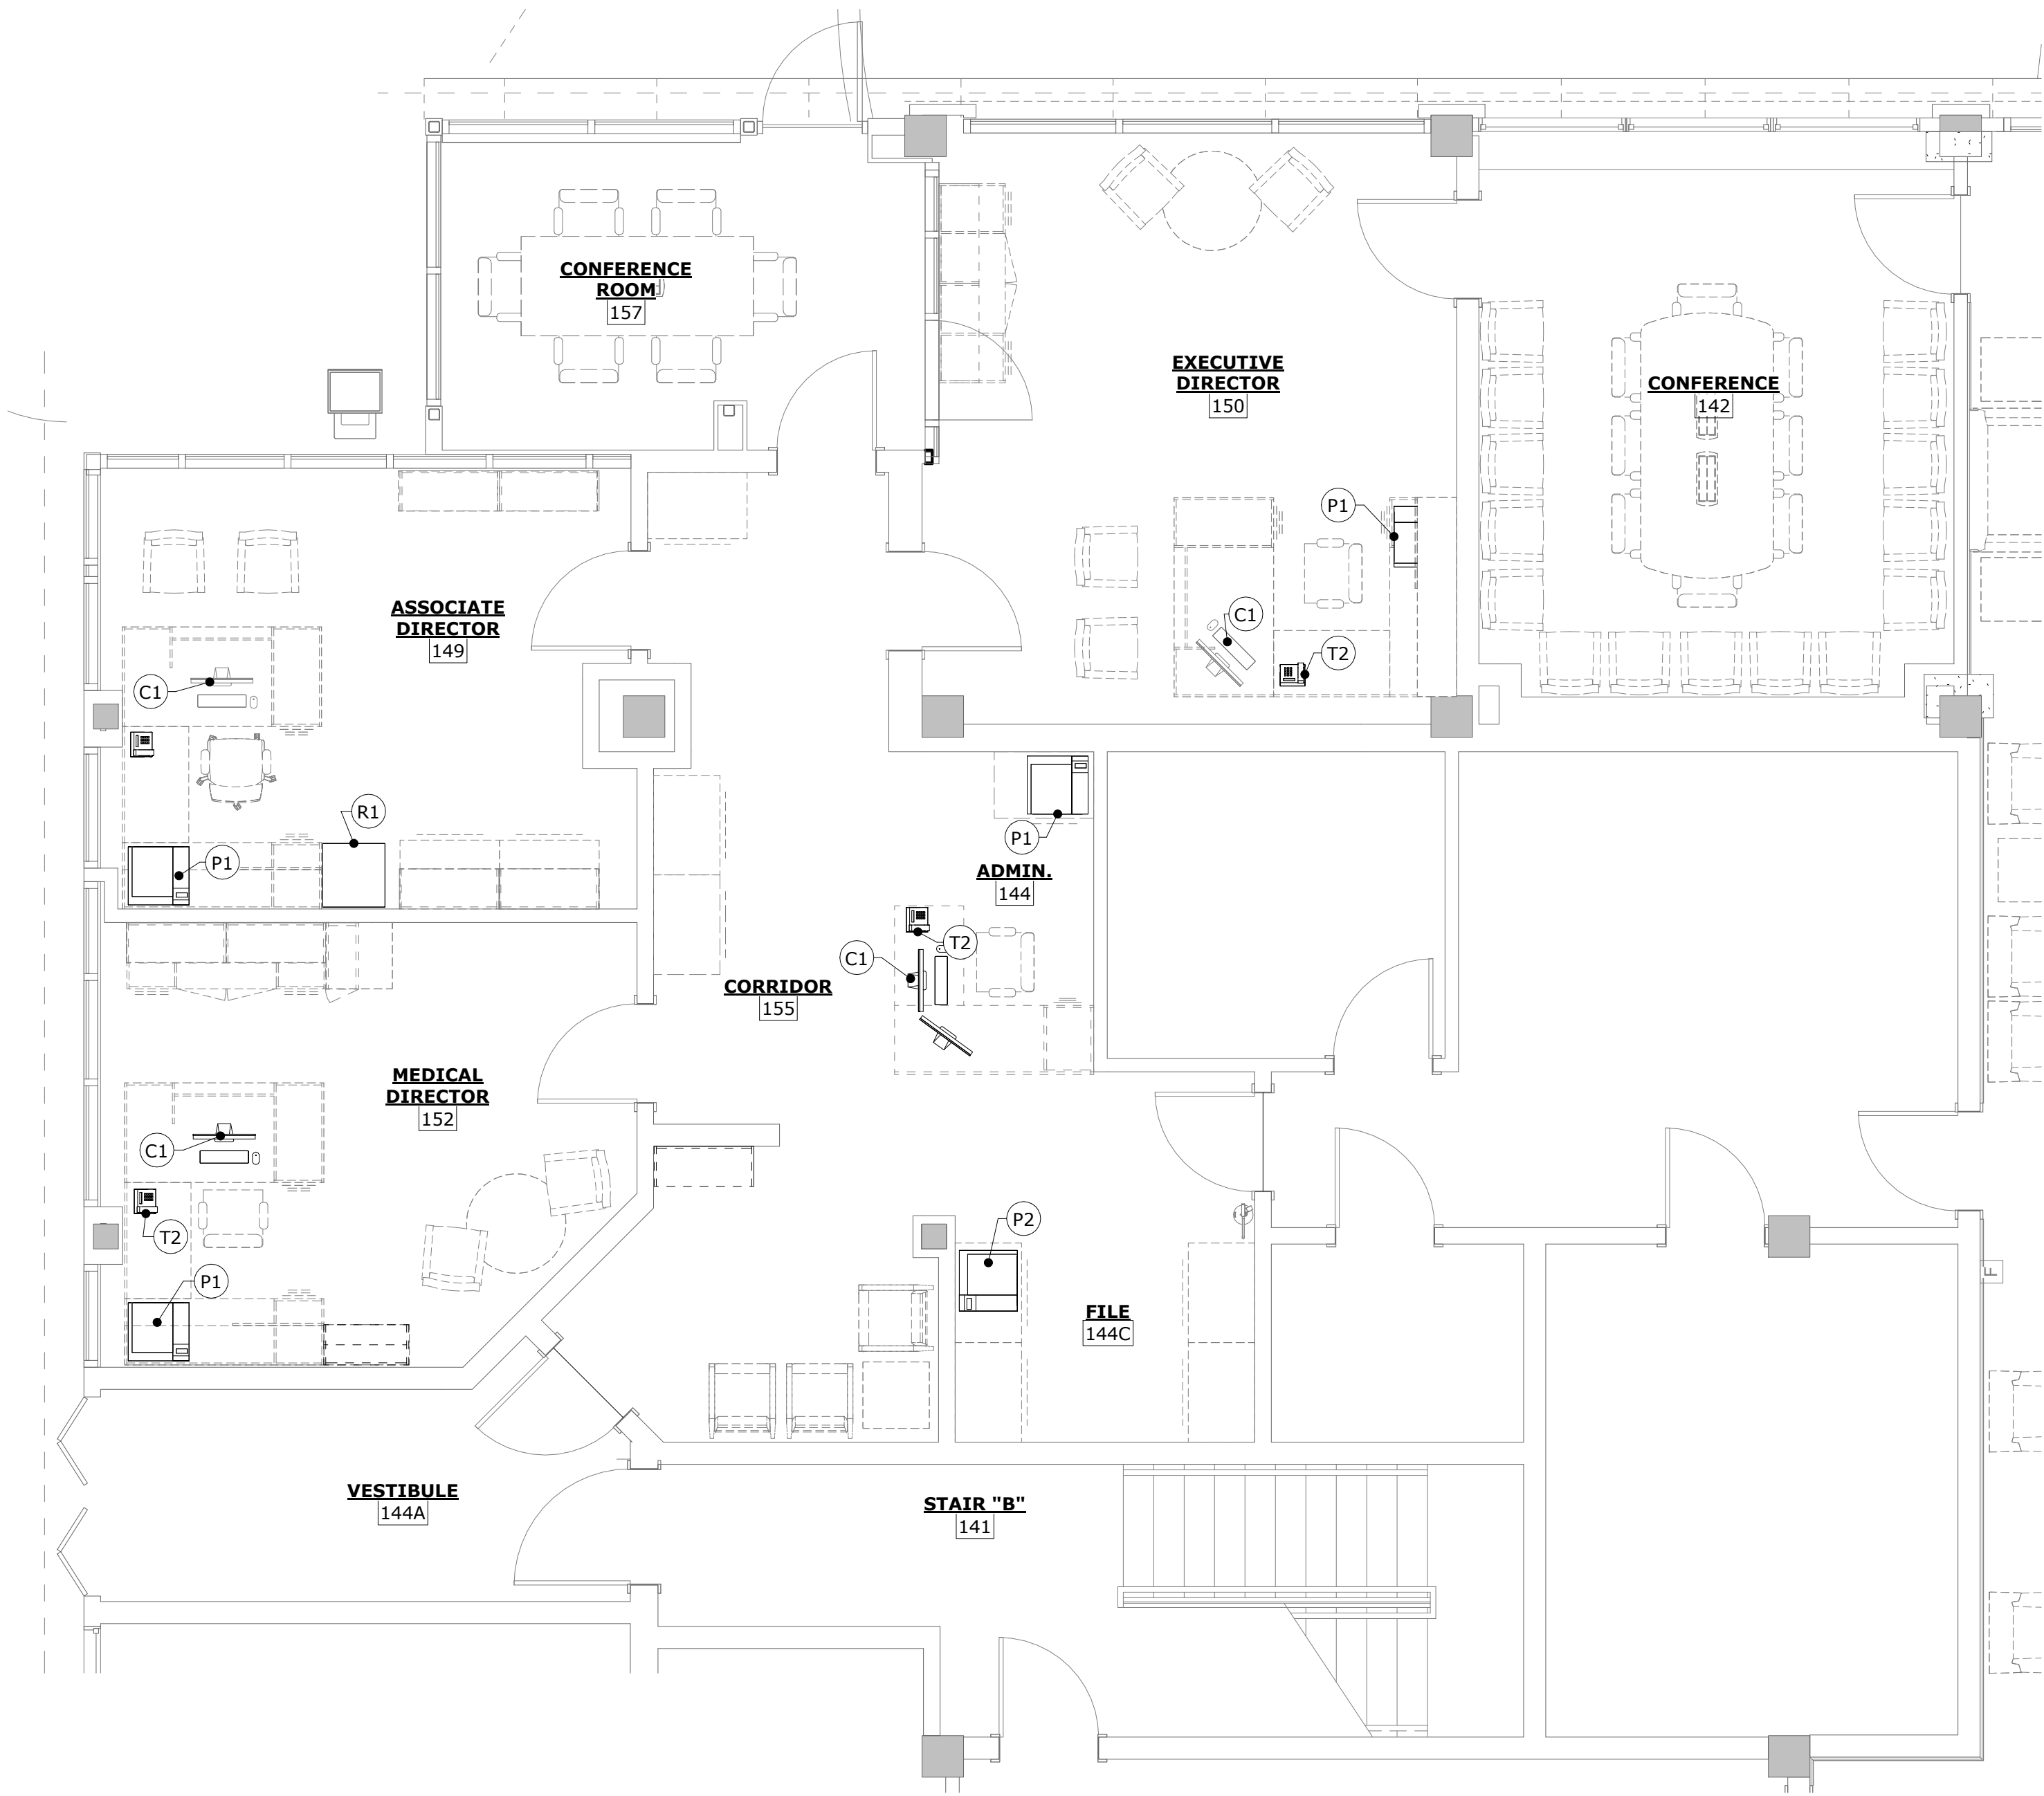 CONFERENCE
ROOM
157
EXECUTIVE
DIRECTOR
150
CONFERENCE
142
P1
C1
T2
ASSOCIATE
DIRECTOR
149
C1
R1
P1
P1
ADMIN.
144
T2
C1
CORRIDOR
155
MEDICAL
DIRECTOR
152
C1
T2
P1
P2
FILE
144C
F
VESTIBULE
144A
STAIR "B"
141